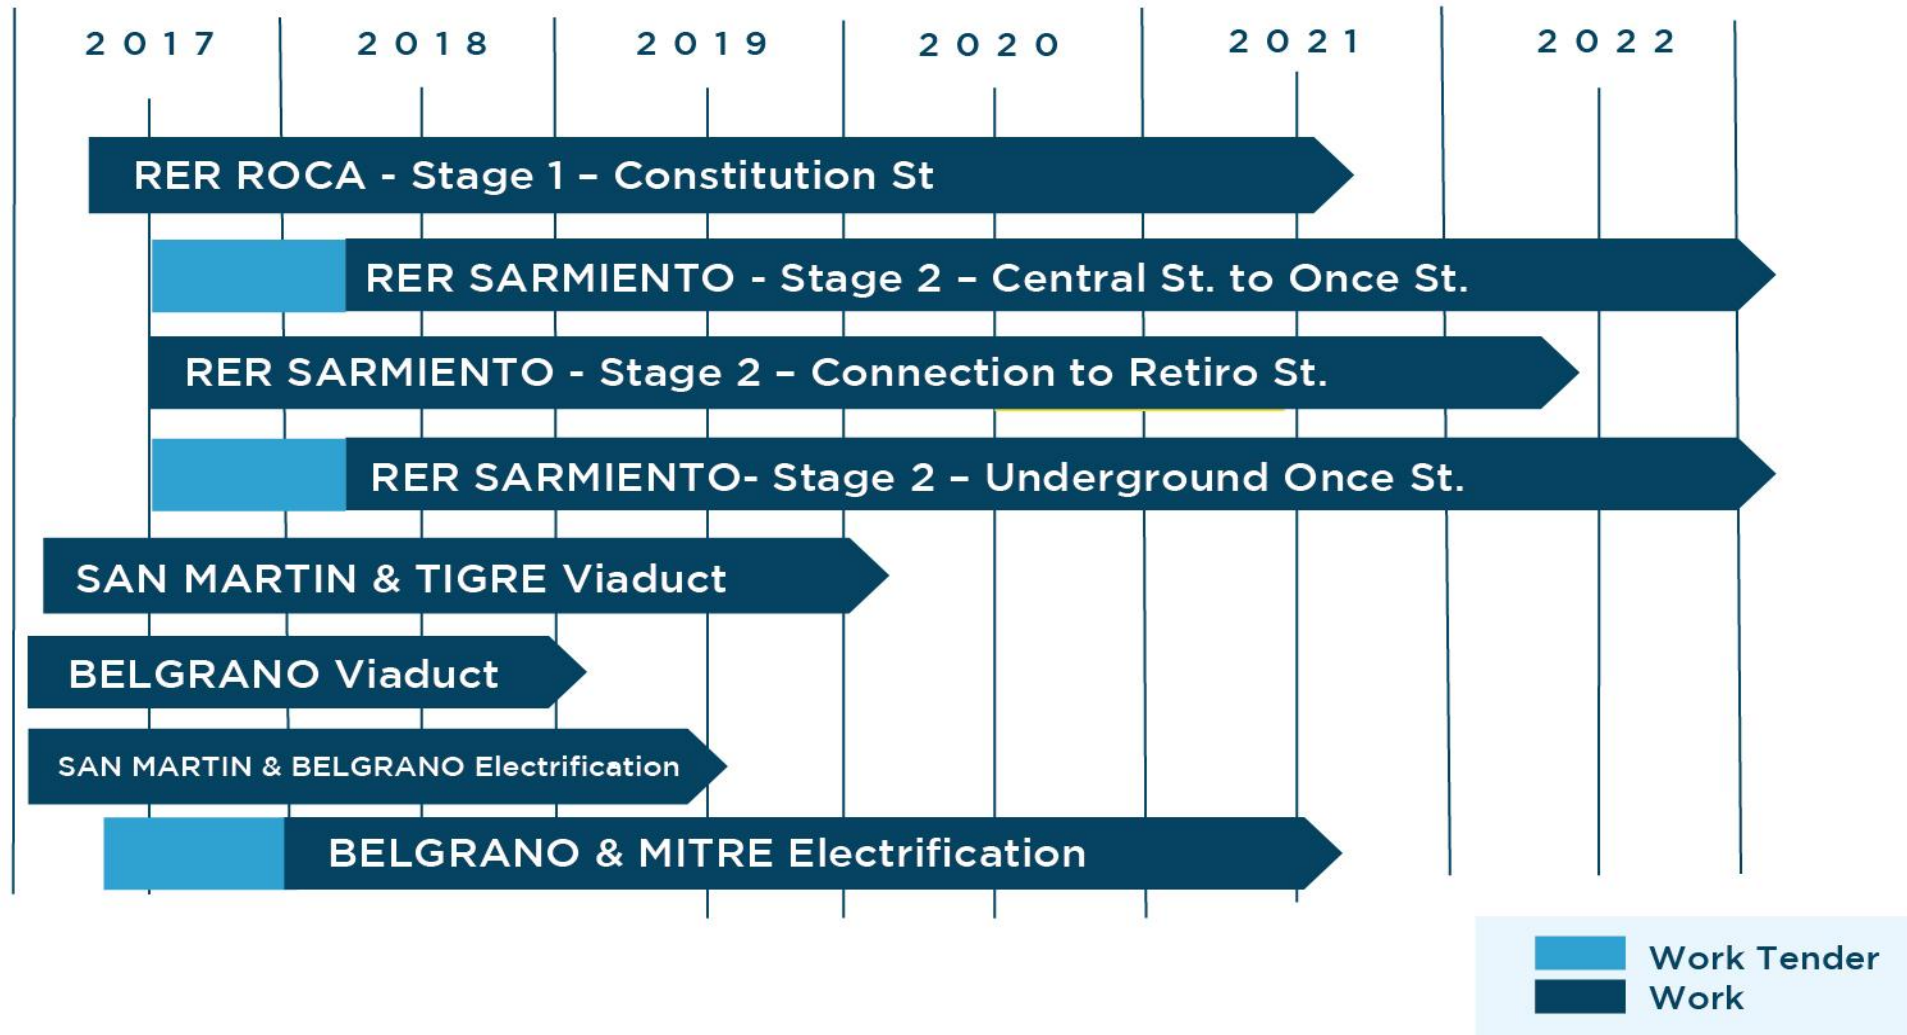 2017 2018 2019 2020 2021 2022
RER ROCA - Stage 1 – Constitution St
RER SARMIENTO - Stage 2 – Central St. to Once St.
RER SARMIENTO - Stage 2 – Connection to Retiro St.
RER SARMIENTO- Stage 2 – Underground Once St.
SAN MARTIN & TIGRE Viaduct
BELGRANO Viaduct
SAN MARTIN & BELGRANO Electrification
BELGRANO & MITRE Electrification
Work Tender
Work